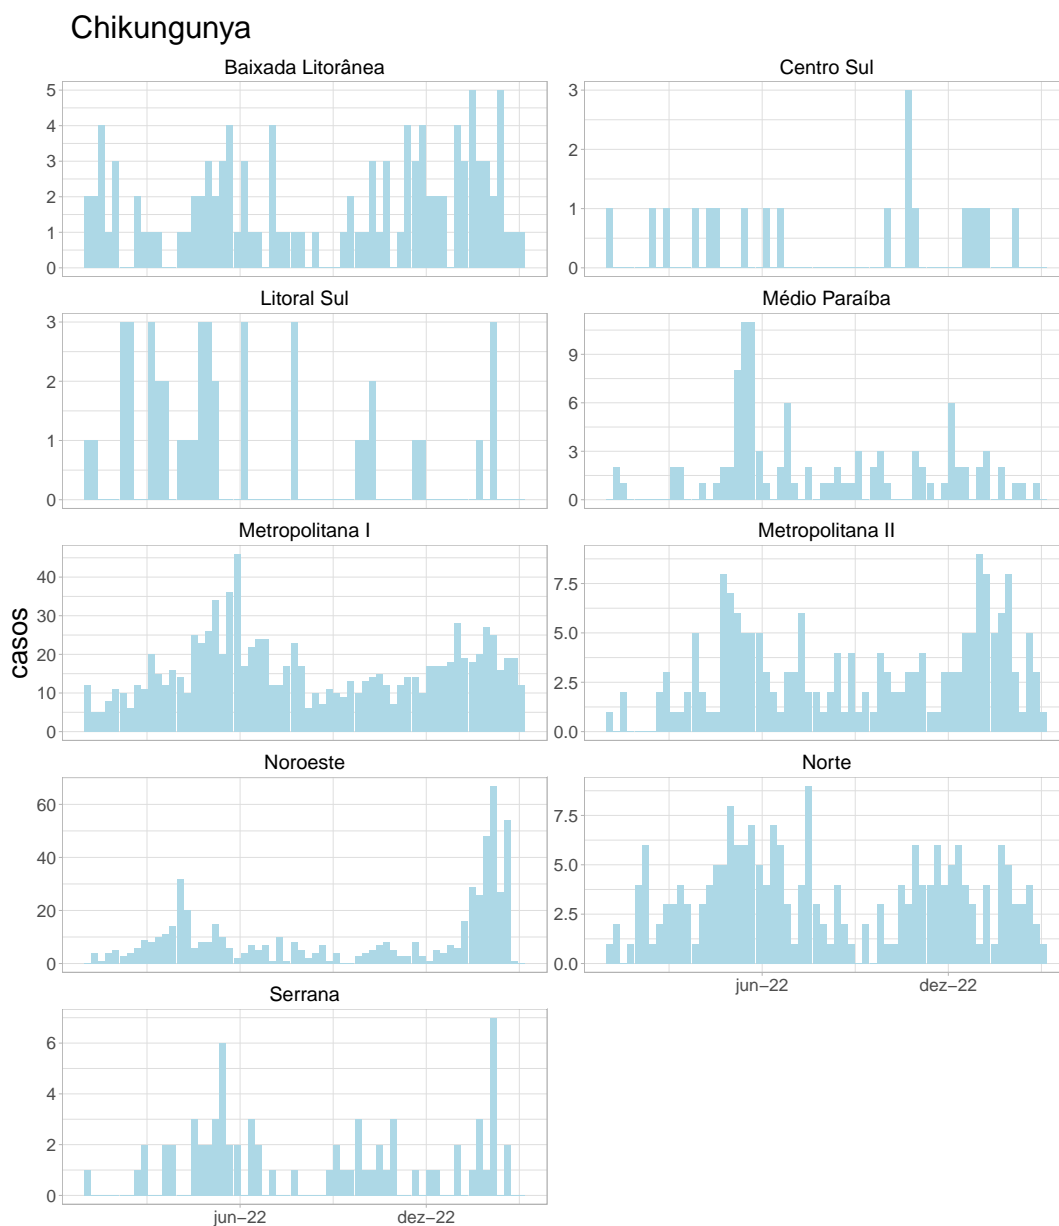 Chikungunya
Baixada Litorânea
Centro Sul
5
4
3
2
1
0
3
2
1
0
Litoral Sul
Médio Paraíba
3
2
1
0
9
6
3
0
Metropolitana I
Metropolitana II
casos
40
30
20
10
0
7.5
5.0
2.5
0.0
Noroeste
Norte
60
40
20
0
7.5
5.0
2.5
0.0
jun−22
dez−22
Serrana
6
4
2
0
jun−22
dez−22